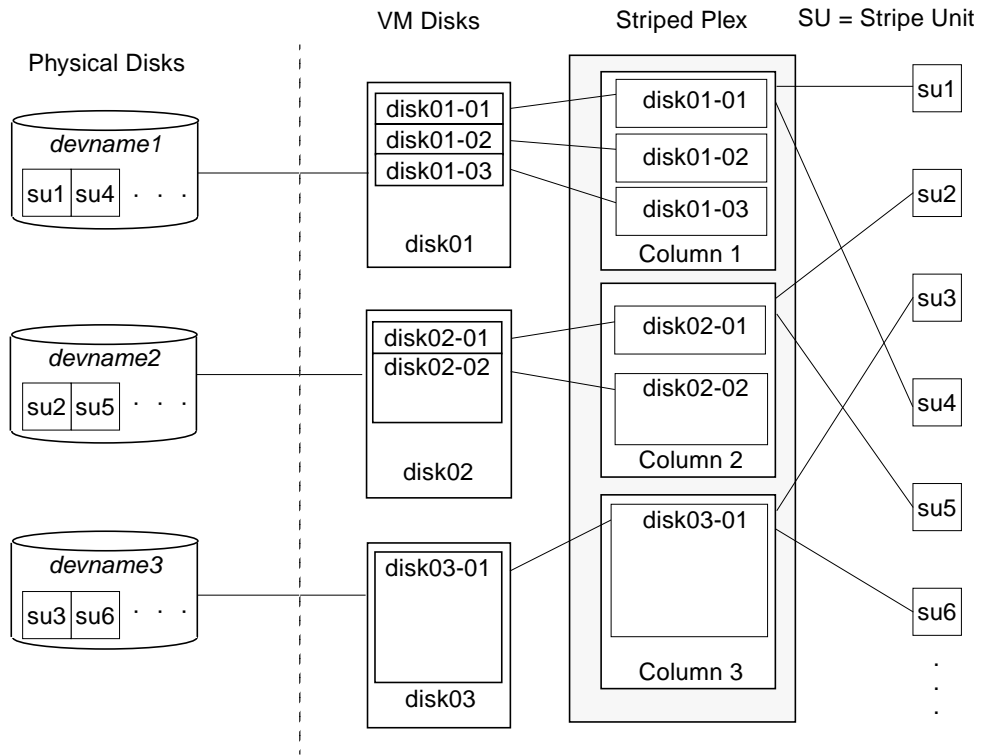 VM Disks
Striped Plex
SU = Stripe Unit
Physical Disks
devname1
su1
su4
. . .
disk01-01
disk01-02
disk01-03
disk01
disk01-01
disk01-02
disk01-03
Column 1
su1
su2
devname2
su2
su5
. . .
disk02-01
disk02-02
disk02
disk02-01
disk02-02
Column 2
su3
su4
devname3
su3
su6
. . .
disk03-01
disk03
disk03-01
Column 3
su5
su6
.
.
.